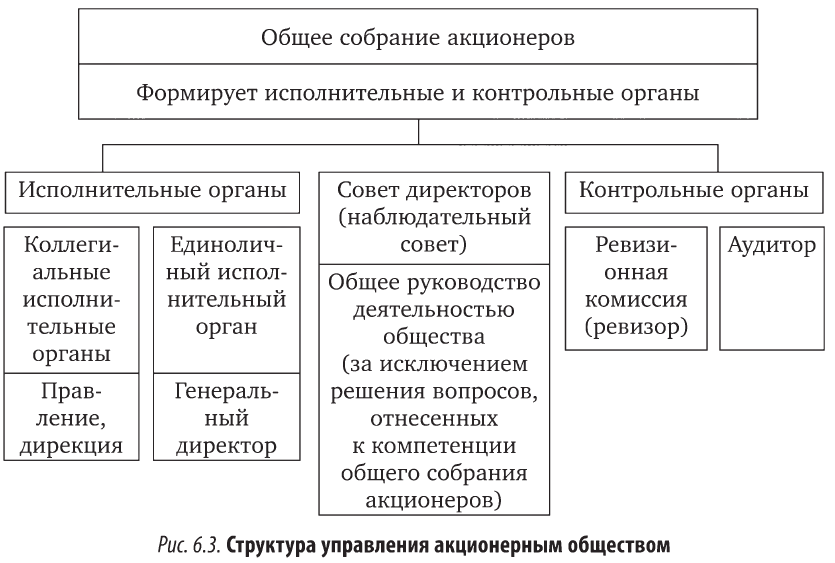 Общее собрание акционеров
Формирует исполнительные и контрольные органы
Исполнительные органы
Коллеги-
альные
исполни-
тельные
органы
Прав-
ление,
дирекция
Единолич-
ный испол-
нительный
орган
Генераль-
ный
директор
Совет директоров
(наблюдательный
совет)
Общее руководство
деятельностью
общества
(за исключением
решения вопросов,
отнесенных
к компетенции
общего собрания
акционеров)
Контрольные органы
Ревизи-
онная
комиссия
(ревизор)
Аудитор
Рис. 6.3. Структура управления акционерным обществом